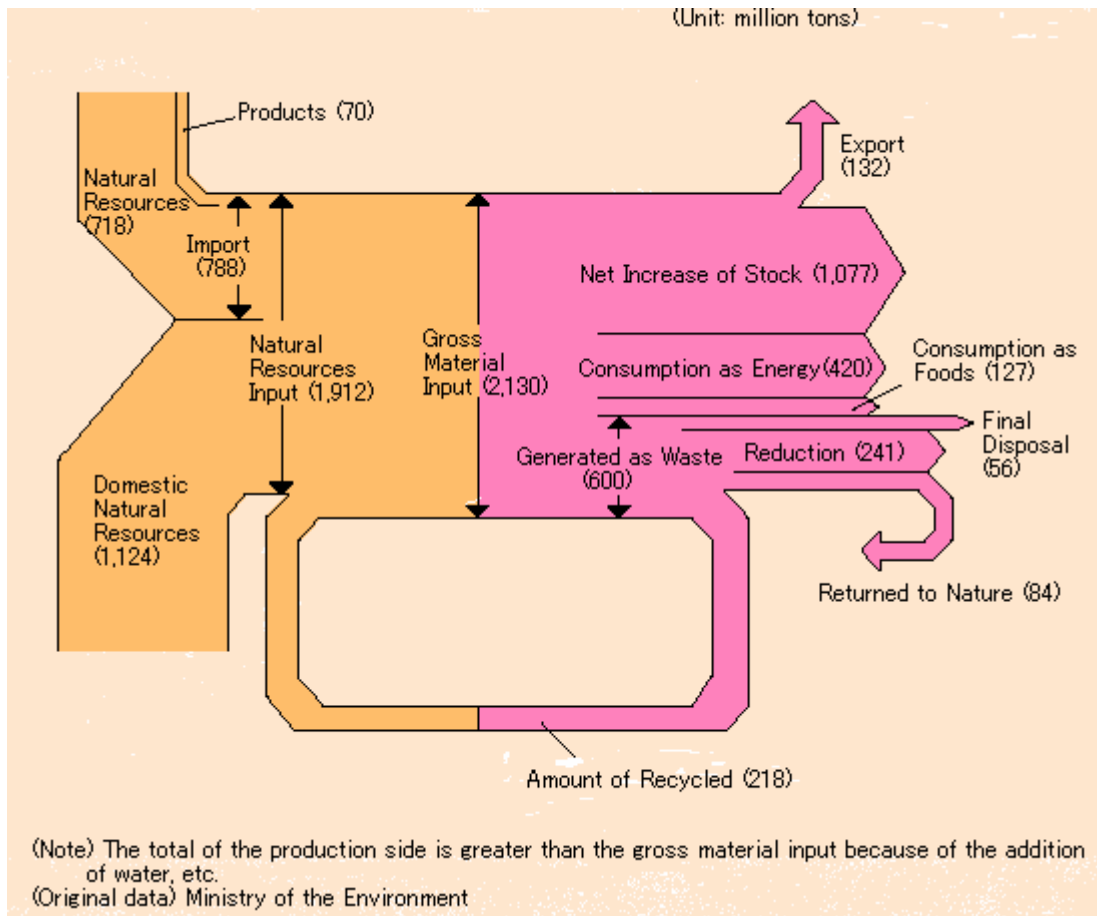 (Unit: million tons)
Products (70)
Export
(132)
Natural
Resources
(718)
Import
(788)
Net Increase of Stock (1,077)
Natural
Resources
Input (1,912)
Gross
Material
Input (2,130)
Consumption as Energy(420)
Consumption as
Foods (127)
Final
Disposal
(56)
Generated as Waste
(600)
Reduction (241)
Domestic
Natural
Resources
(1,124)
Returned to Nature (84)
Amount of Recycled (218)
(Note) The total of the production side is greater than the gross material input because of the addition
of water, etc.
(Original data) Ministry of the Environment